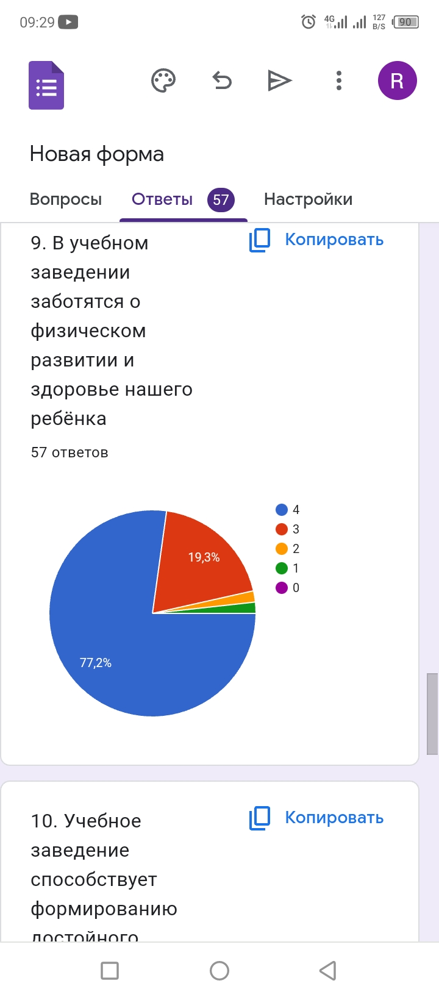 09:29
4G
127
B/S
90
R
Новая форма
Вопросы
Ответы
57
Настройки
9. В учебном
заведении
заботятся о
физическом
развитии и
здоровье нашего
ребёнка
Копировать
57 ответов
4
3
2
1
0
19,3%
77,2%
10. Учебное
заведение
способствует
формированию
достойного
Копировать